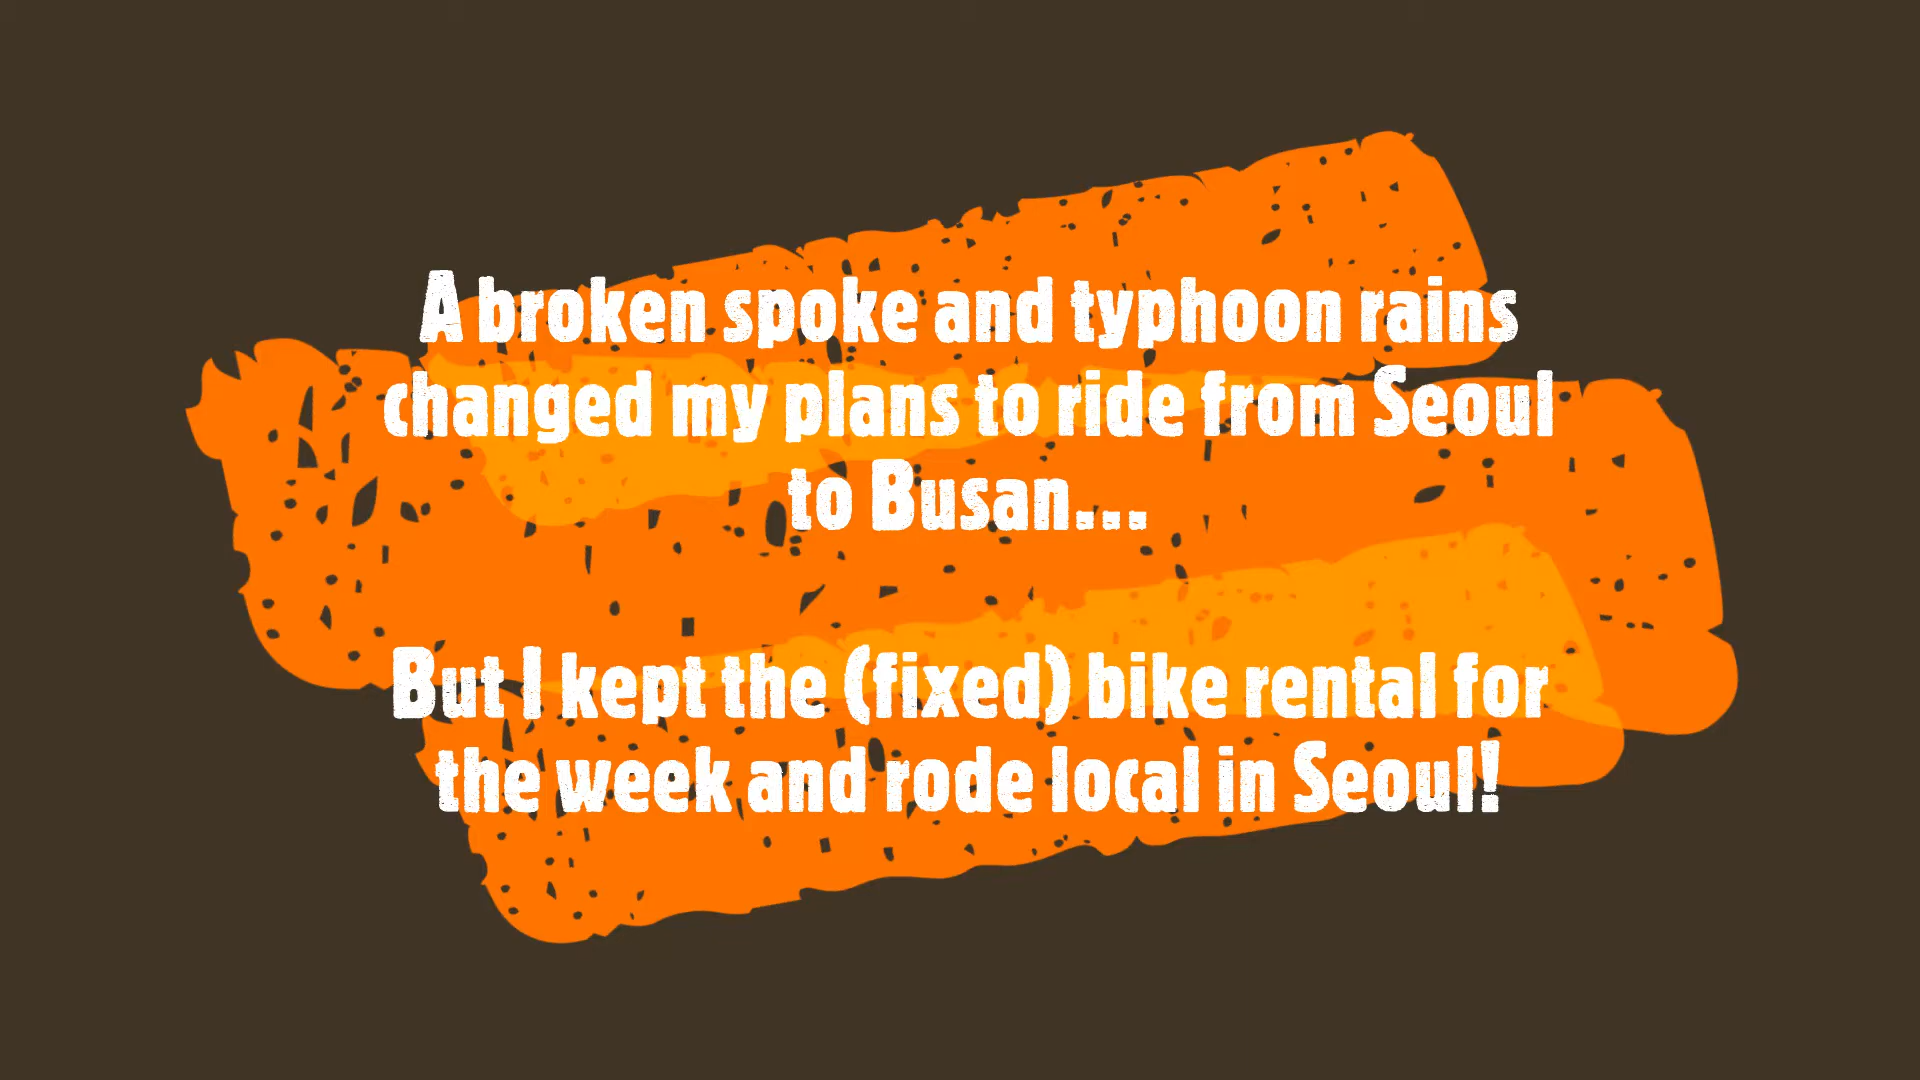 A broken spoke and typhoon rains
changed my plans to ride from Seoul
to Busan...
But I kept the (fixed) bike rental for
the week and rode local in Seoul!